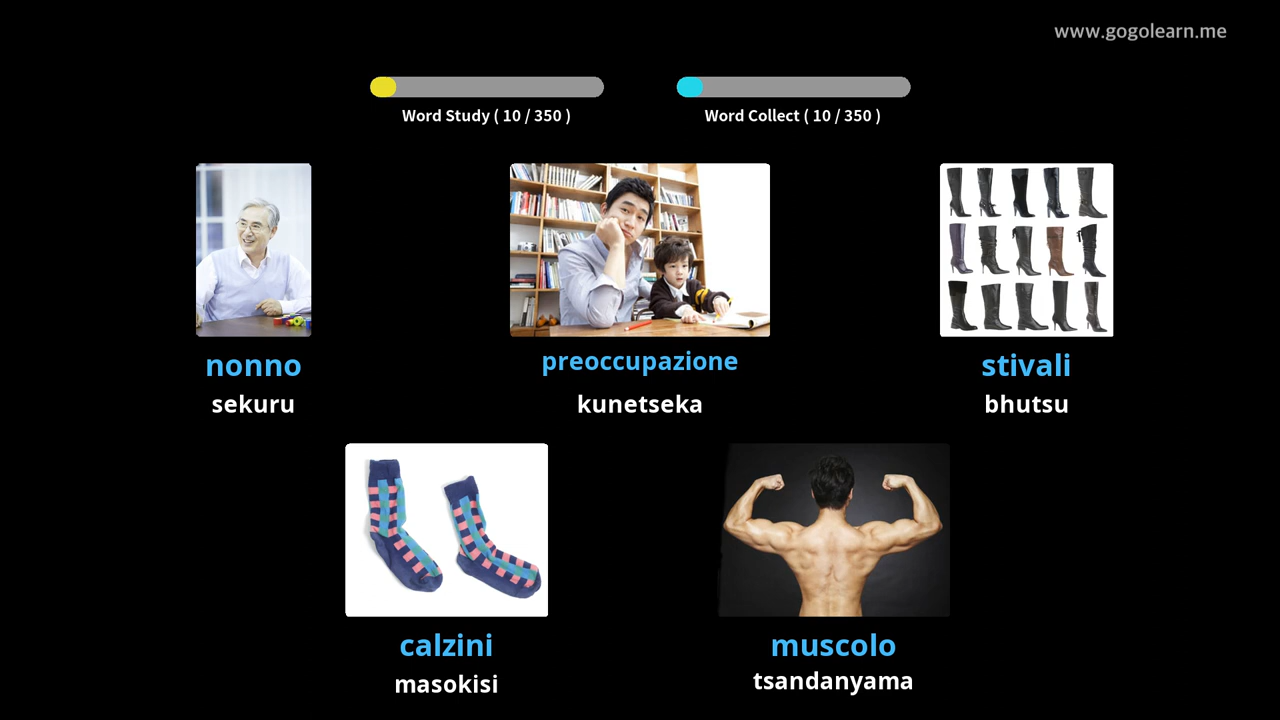 www.gogolearn.me
Word Study ( 10 / 350 )
Word Collect ( 10 / 350 )
nonno
sekuru
preoccupazione
kunetseka
stivali
bhutsu
calzini
masokisi
muscolo
tsandanyama